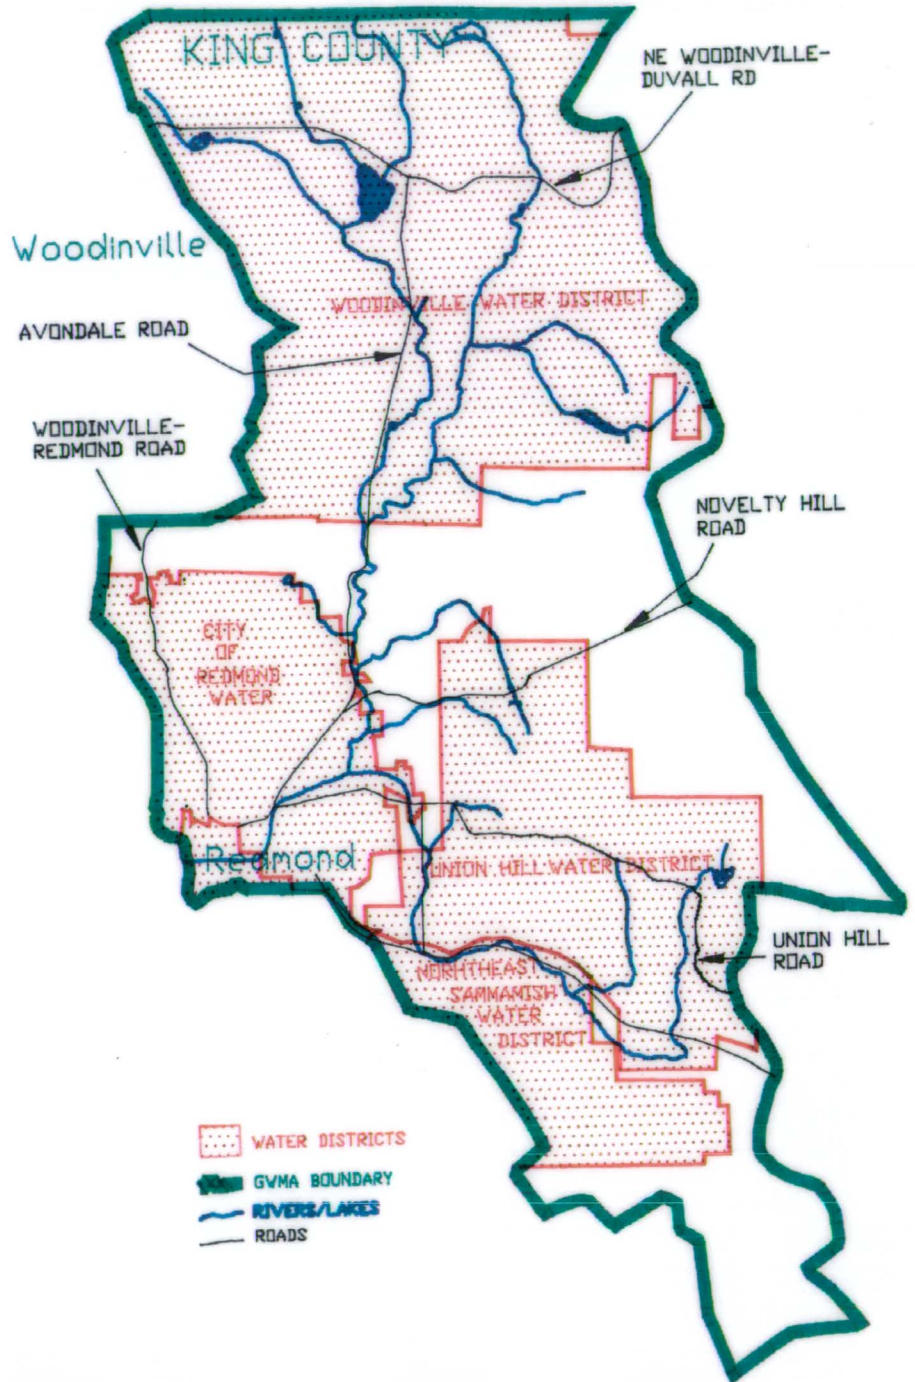 KING COUNTY
NE WOODINVILLE-
DUVALL RD
Woodinville
WOODINVILLE WATER DISTRICT
AVONDALE ROAD
WOODINVILLE-
REDMOND ROAD
NOVELTY HILL
ROAD
CITY
OF
REDMOND
WATER
Redmond
UNION HILL WATER DISTRICT
UNION HILL
ROAD
NORHTHEAST
SAMMAMISH
WATER
DISTRICT
WATER DISTRICTS
GWMA BOUNDARY
RIVERS/LAKES
ROADS